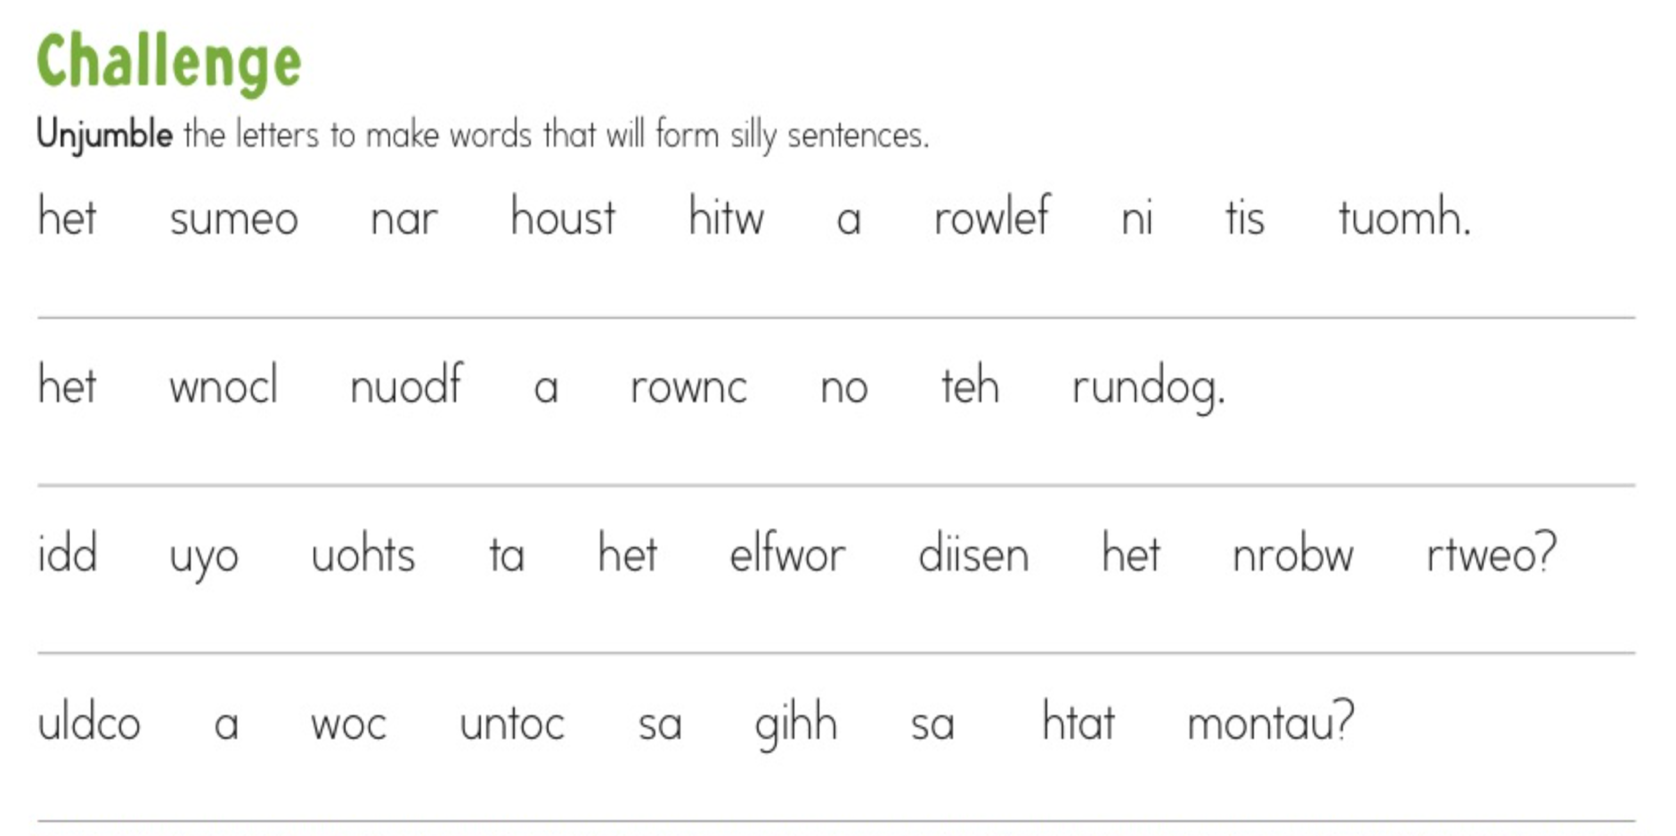 Challenge
Unjumble the letters to make words that will form silly sentences.
het sumeo nar houst hitw a rowlef ni tis tuomh.
het wnocl nuodf a rownc no teh rundog.
idd uyo uohts ta het elfwor diisen het nrobw rtweo?
uldco a woc untoc sa gihh sa htat montau?